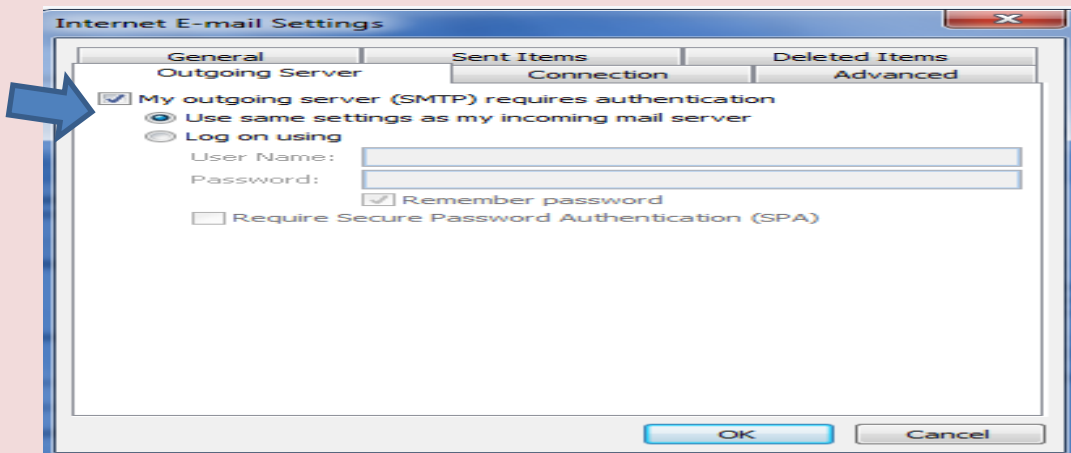 Internet E-mail Settings
General Sent Items Deleted Items
Outgoing Server Connection Advanced
My outgoing server (SMTP) requires authentication
Use same settings as my incoming mail server
Log on using
User Name:
Password:
Remember password
Require Secure Password Authentication (SPA)
OK Cancel